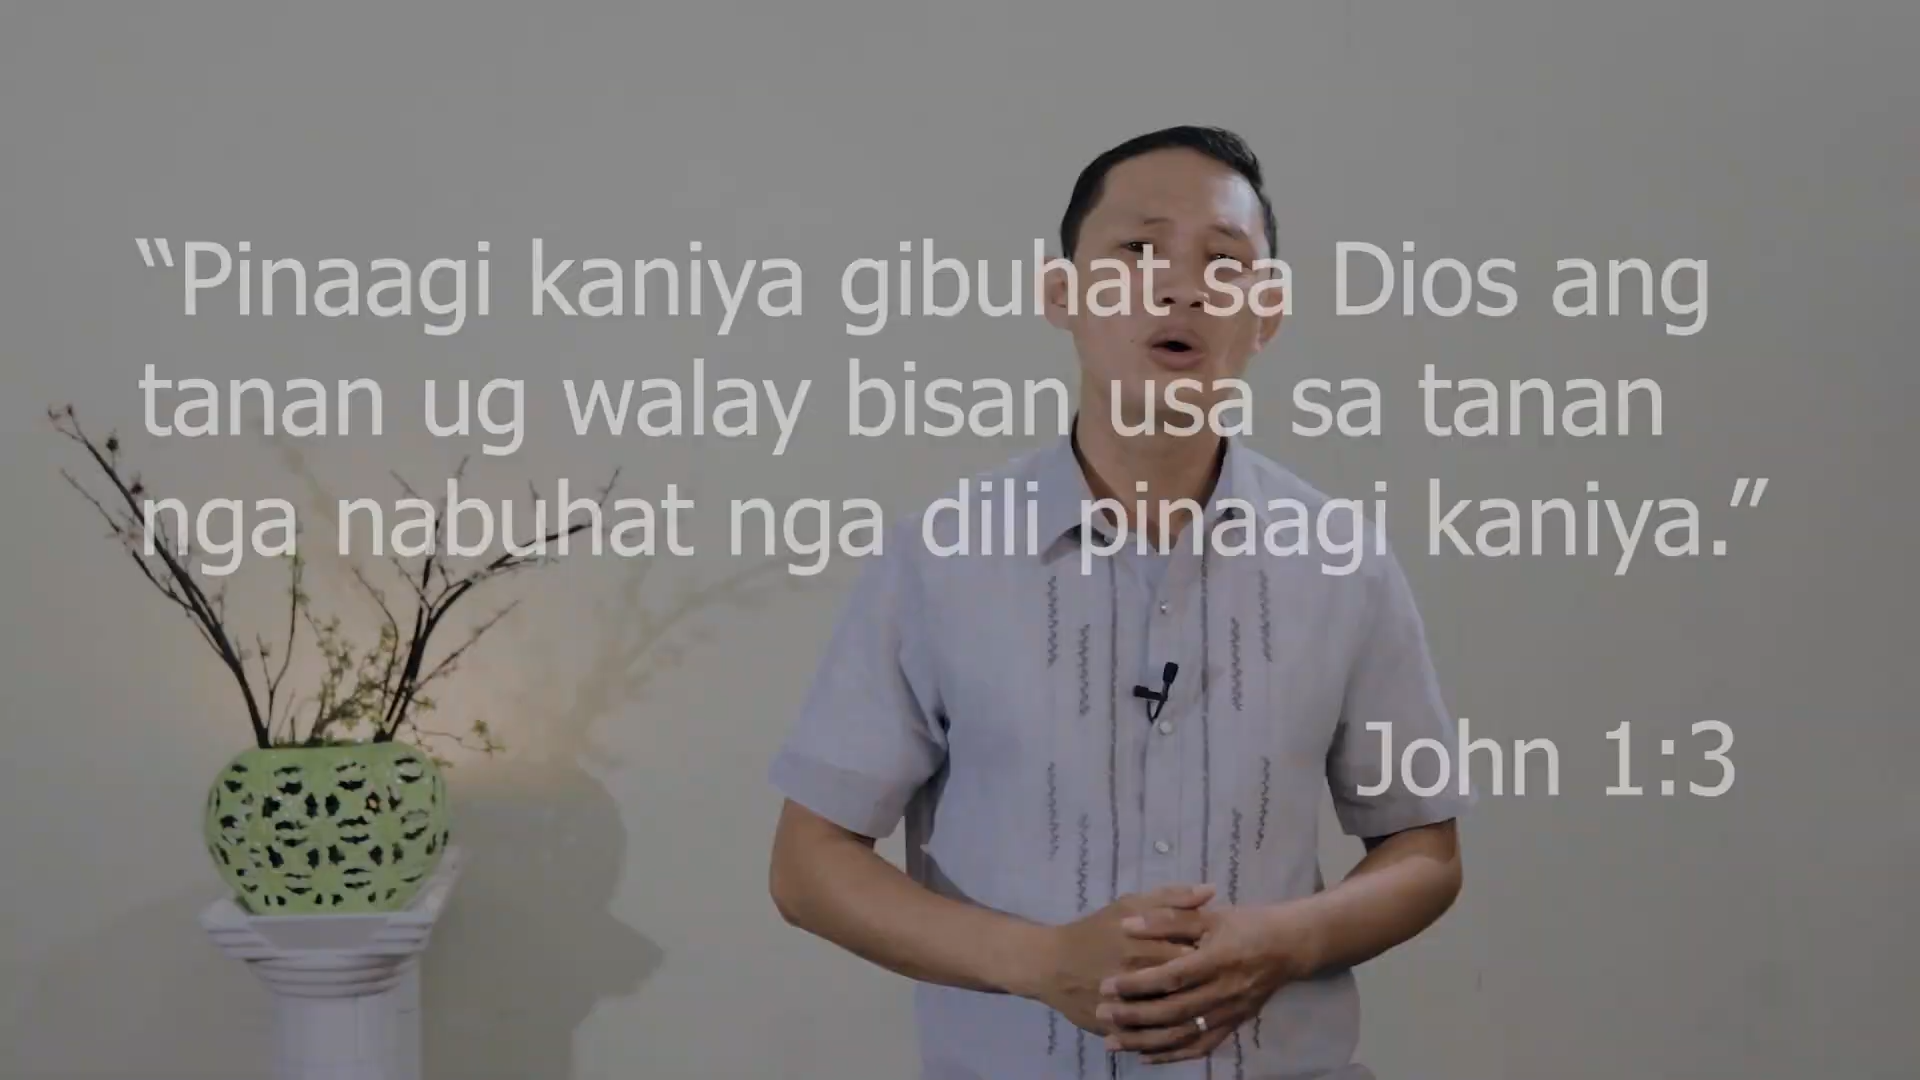 “Pinaagi kaniya gibuhat sa Dios ang
tanan ug walay bisan usa sa tanan
nga nabuhat nga dili pinaagi kaniya.”
John 1:3